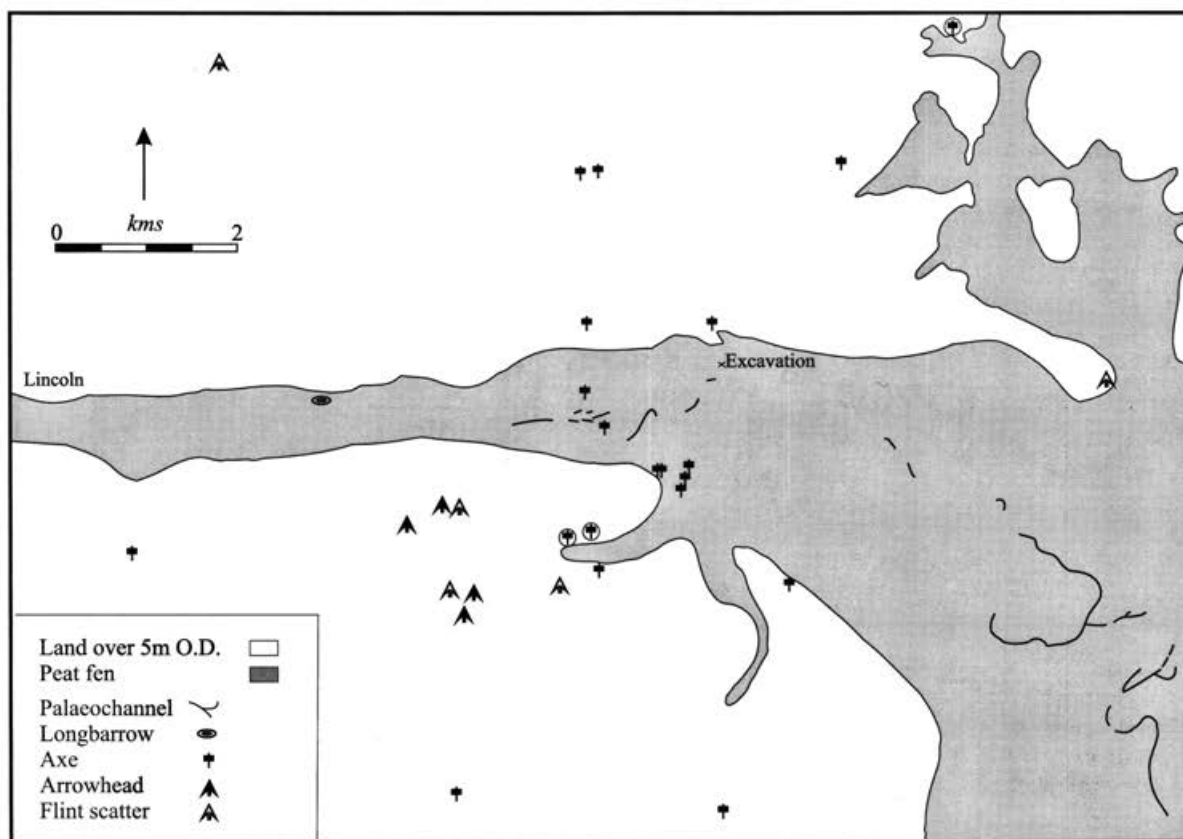 kms
0 2
Lincoln
Excavation
Land over 5m O.D.
Peat fen
Palaeochannel
Longbarrow
Axe
Arrowhead
Flint scatter